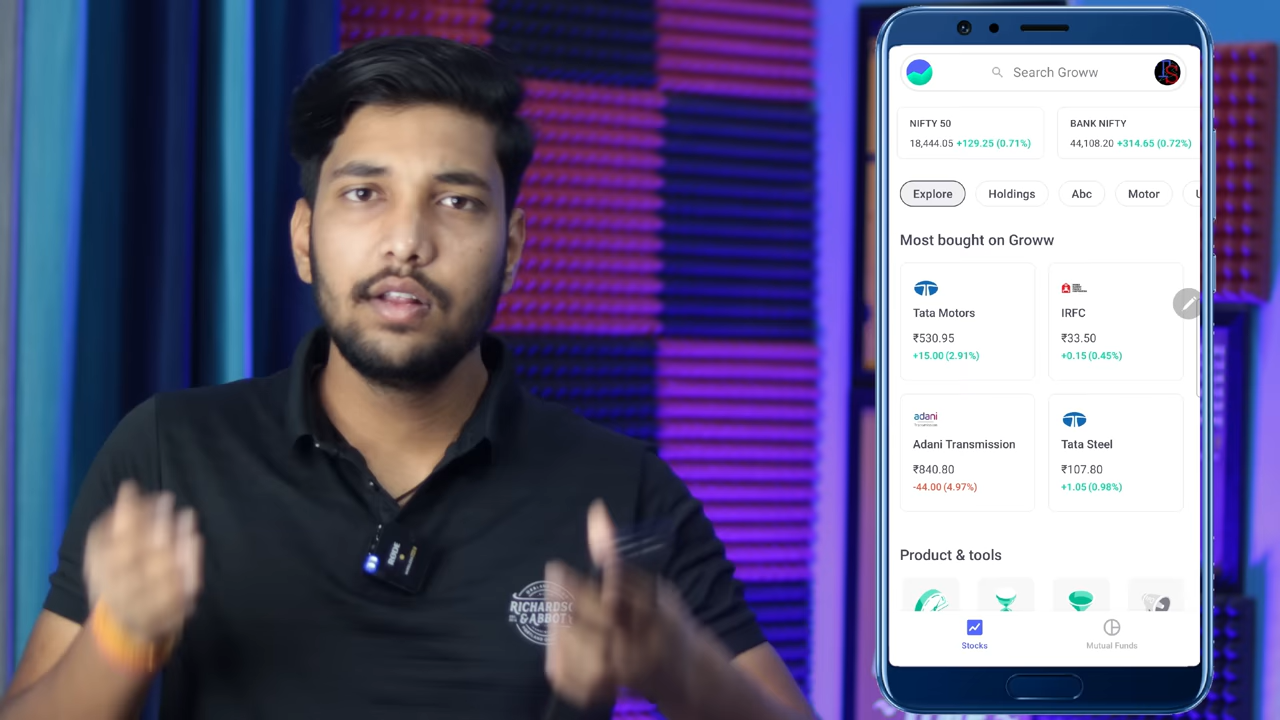 Search Groww
NIFTY 50
18,444.05 +129.25 (0.71%)
BANK NIFTY
44,108.20 +314.65 (0.72%)
Explore
Holdings
Abc
Motor
Most bought on Groww
Tata Motors
₹530.95
+15.00 (2.91%)
IRFC
₹33.50
+0.15 (0.45%)
adani
Adani Transmission
₹840.80
-44.00 (4.97%)
Tata Steel
₹107.80
+1.05 (0.98%)
Product & tools
Stocks
Mutual Funds
RICHARDS
& ABBOT